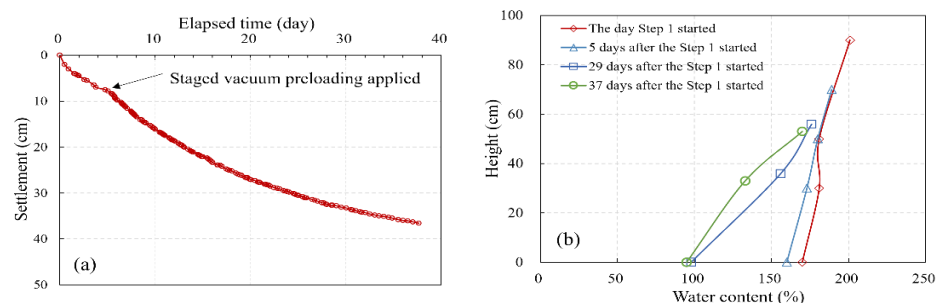 Elapsed time (day)
0 10 20 30 40
0
10
20
30
40
50
Settlement (cm)
Staged vacuum preloading applied
(a)
100
80
60
40
20
0
Height (cm)
The day Step 1 started
5 days after the Step 1 started
29 days after the Step 1 started
37 days after the Step 1 started
(b)
0 50 100 150 200 250
Water content (%)